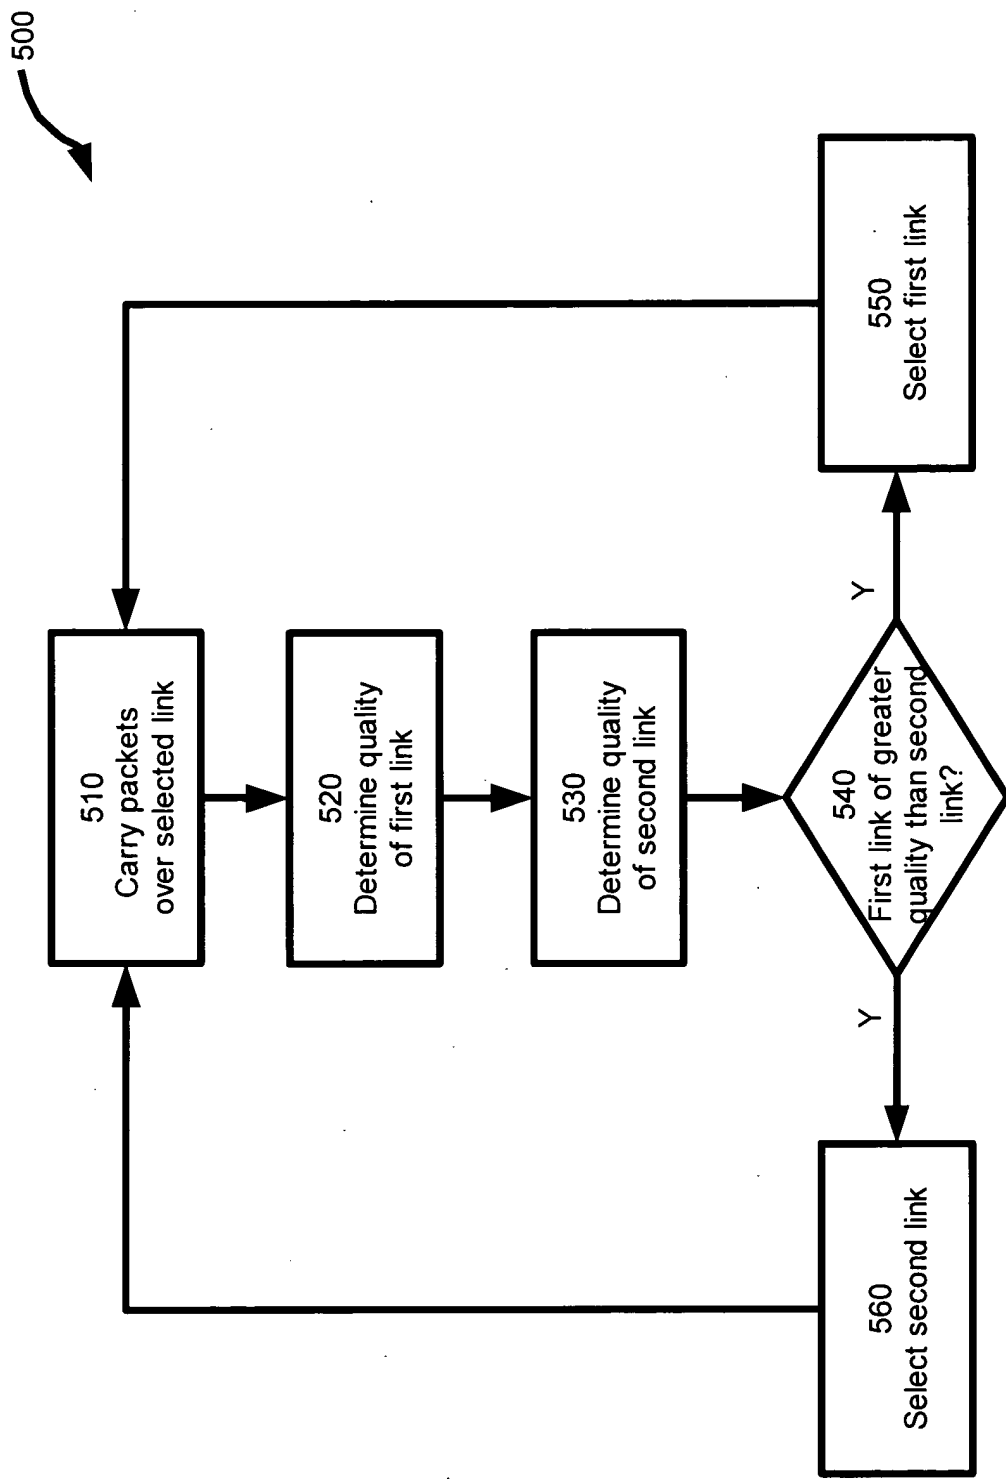 500
510
Carry packets
over selected link
520
Determine quality
of first link
530
Determine quality
of second link
540
First link of greater
quality than second
link?
Y
Y
560
Select second link
550
Select first link